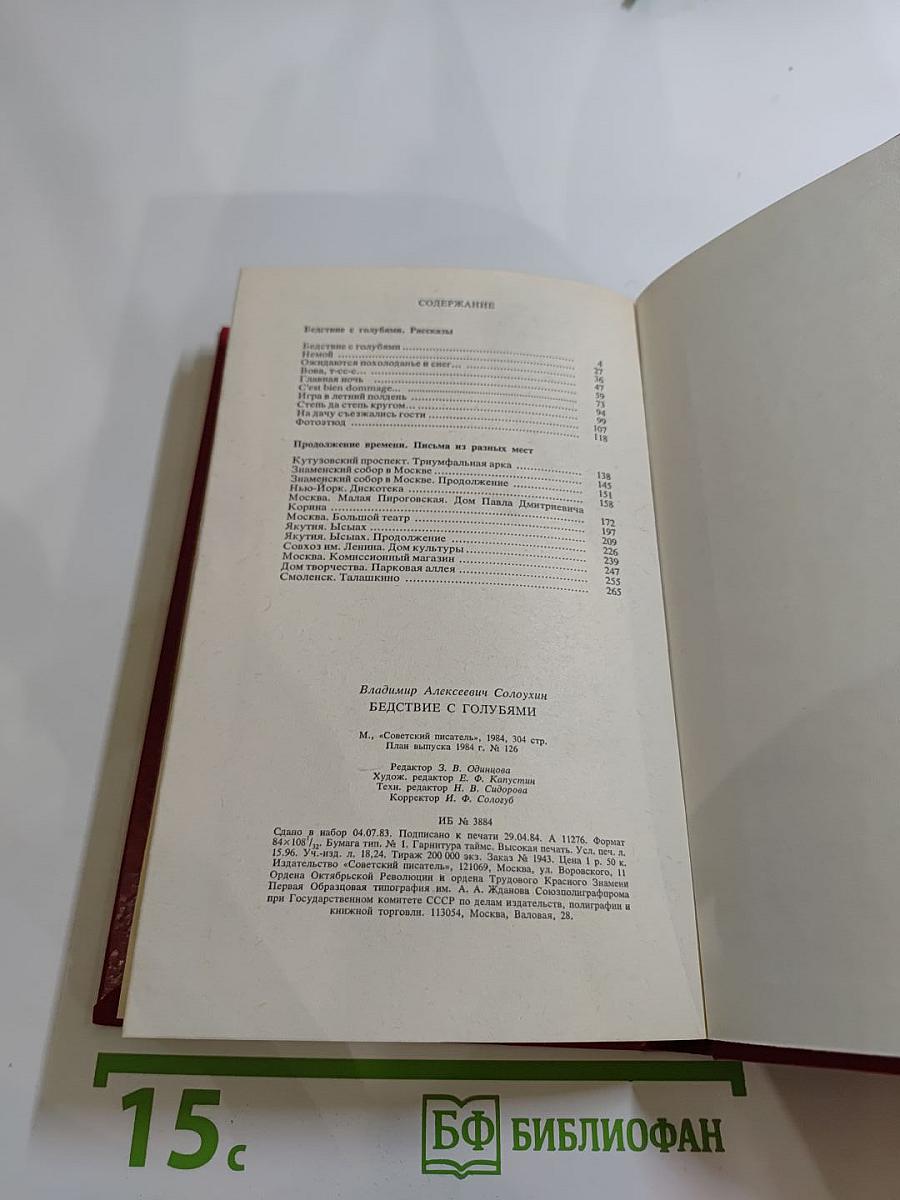 СОДЕРЖАНИЕ
Бедствие с голубями. Рассказы
Бедствие с голубями ........ 4
Немой ........ 27
Ожидаются похолоданье и снег... ........ 36
Вова, т-ссс-с... ........ 47
Главная ночь ........ 59
C'est bien dommage... ........ 73
Игра в летний полдень ........ 94
Степь да степь кругом... ........ 99
На дачу съезжались гости ........ 107
Фотоэтюд ........ 118
Продолжение времени. Письма из разных мест
Кутузовский проспект. Триумфальная арка ........ 138
Знаменский собор в Москве ........ 145
Знаменский собор в Москве. Продолжение ........ 151
Нью-Йорк. Дискотека ........ 158
Москва. Малая Пироговская. Дом Павла Дмитриевича
Корина ........ 172
Москва. Большой театр ........ 197
Якутия. Ысыах ........ 209
Якутия. Ысыах. Продолжение ........ 226
Совхоз им. Ленина. Дом культуры ........ 239
Москва. Комиссионный магазин ........ 247
Дом творчества. Парковая аллея ........ 255
Смоленск. Талашкино ........ 265
Владимир Алексеевич Солоухин
БЕДСТВИЕ С ГОЛУБЯМИ
М., «Советский писатель», 1984, 304 стр.
План выпуска 1984 г. № 126
Редактор З. В. Одинцова
Худож. редактор Е. Ф. Капустин
Техн. редактор Н. В. Сидорова
Корректор И. Ф. Сологуб
ИБ № 3884
Сдано в набор 04.07.83. Подписано к печати 29.04.84. А 11276. Формат
84×108¹/₃₂. Бумага тип. № 1. Гарнитура таймс. Высокая печать. Усл. печ. л.
15.96. Уч.-изд. л. 18,24. Тираж 200 000 экз. Заказ № 1943. Цена 1 р. 50 к.
Издательство «Советский писатель», 121069, Москва, ул. Воровского, 11
Ордена Октябрьской Революции и ордена Трудового Красного Знамени
Первая Образцовая типография им. А. А. Жданова Союзполиграфпрома
при Государственном комитете СССР по делам издательств, полиграфии и
книжной торговли. 113054, Москва, Валовая, 28.
15 с
БФ БИБЛИОФАН